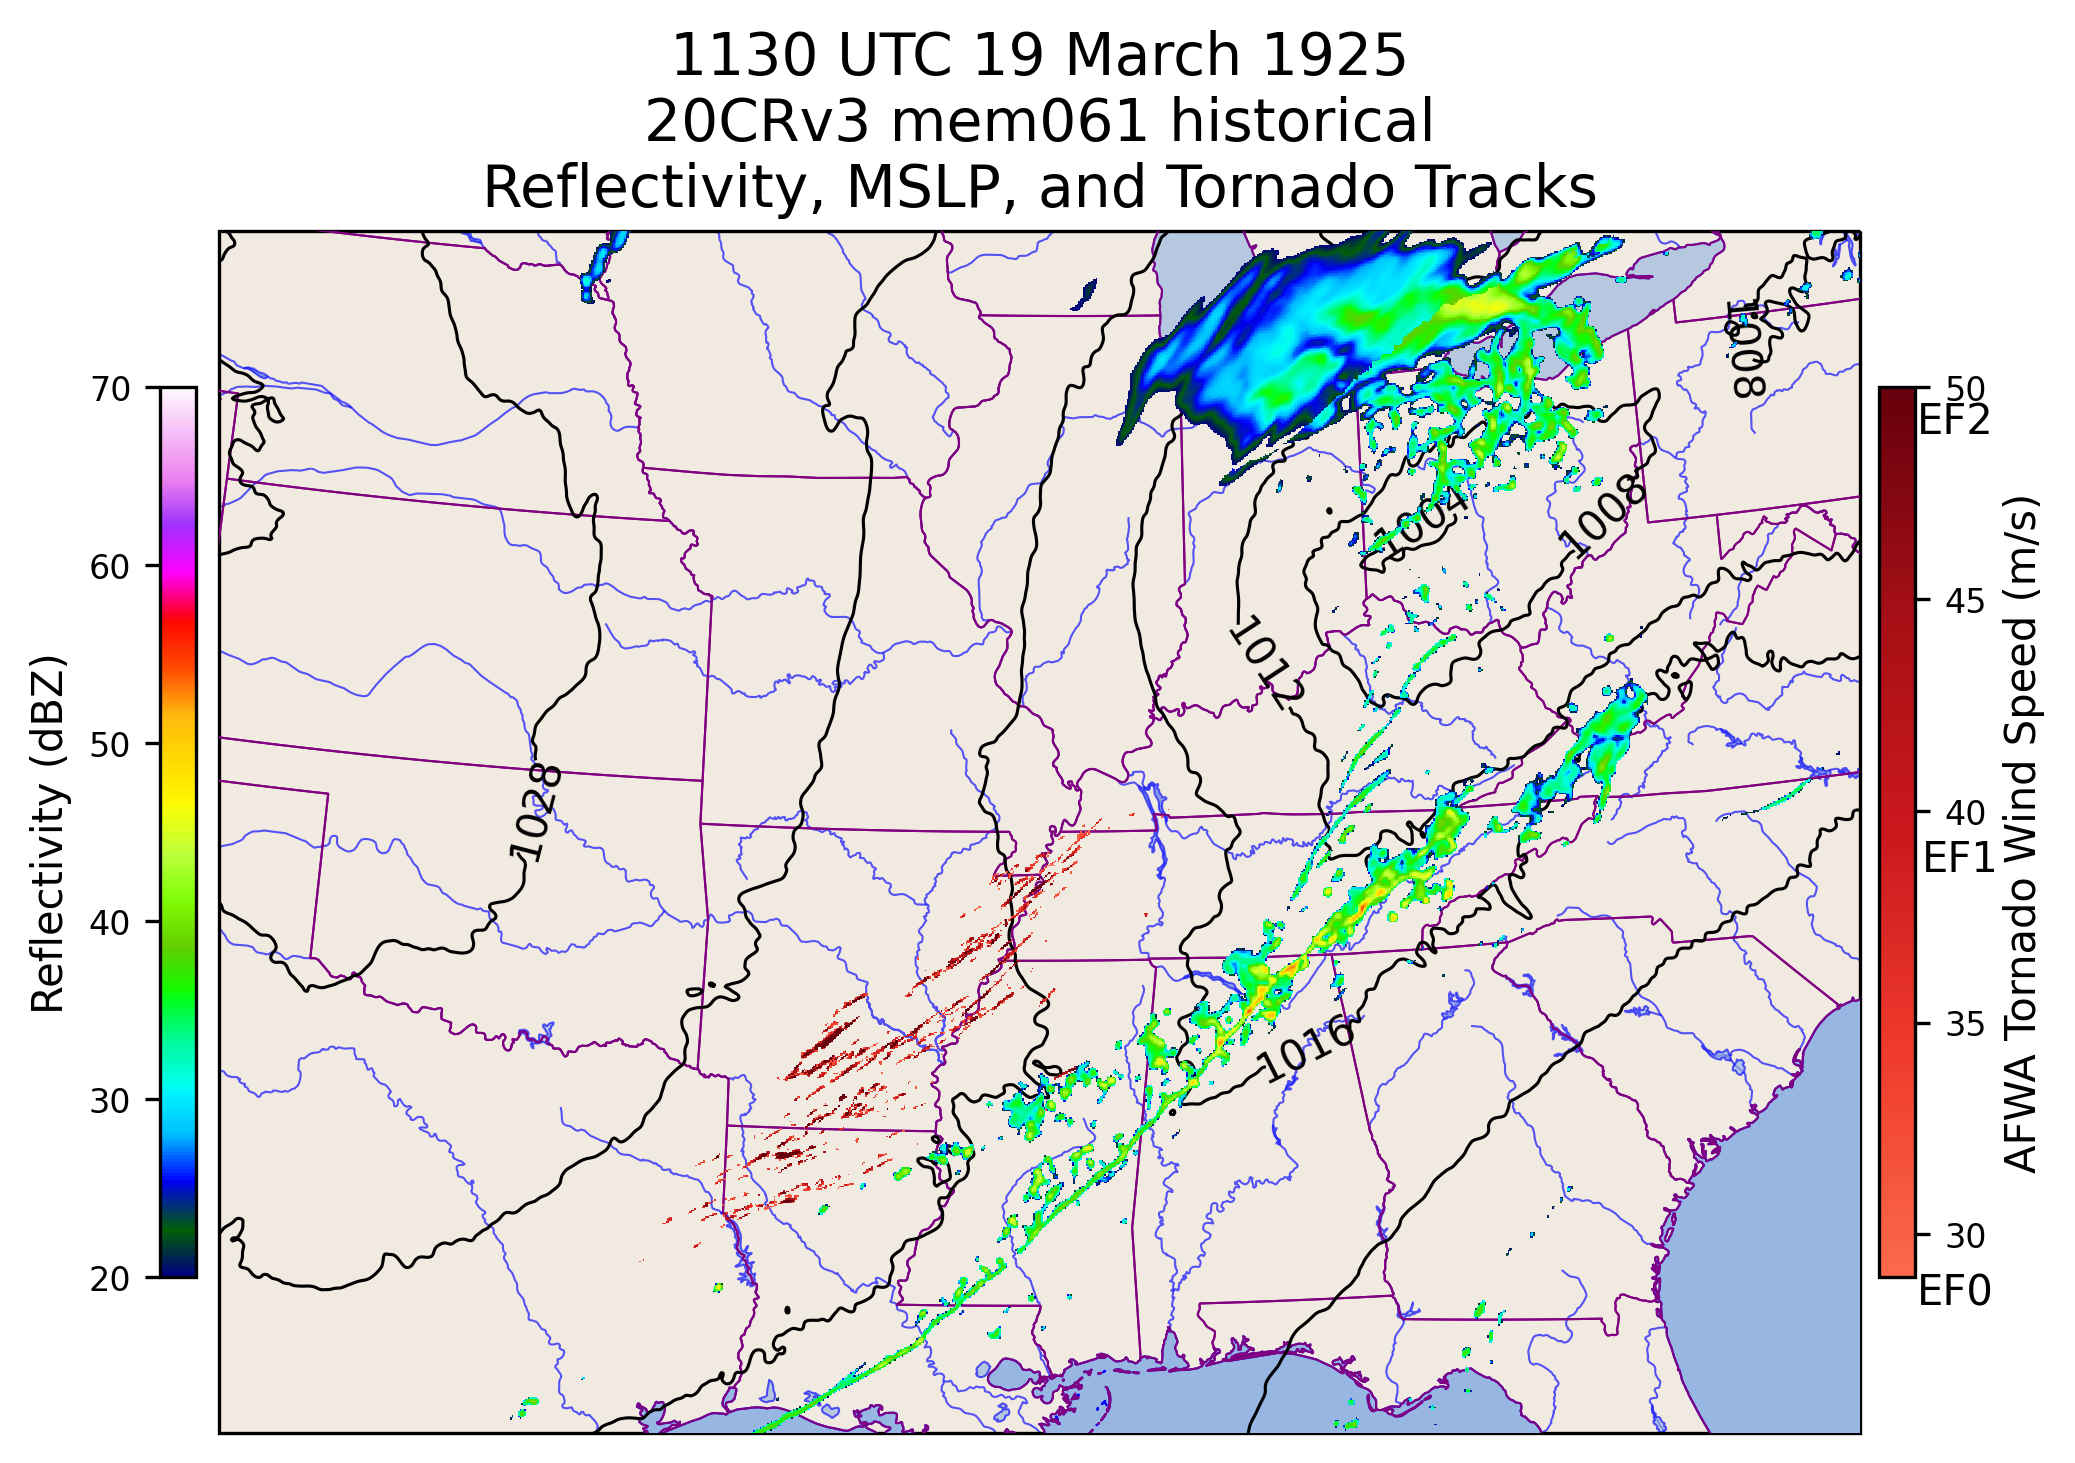 1130 UTC 19 March 1925
20CRv3 mem061 historical
Reflectivity, MSLP, and Tornado Tracks
Reflectivity (dBZ)
70
60
50
40
30
20
1008
1004
1008
1012
1028
1016
50
EF2
45
40
EF1
35
30
EF0
AFWA Tornado Wind Speed (m/s)